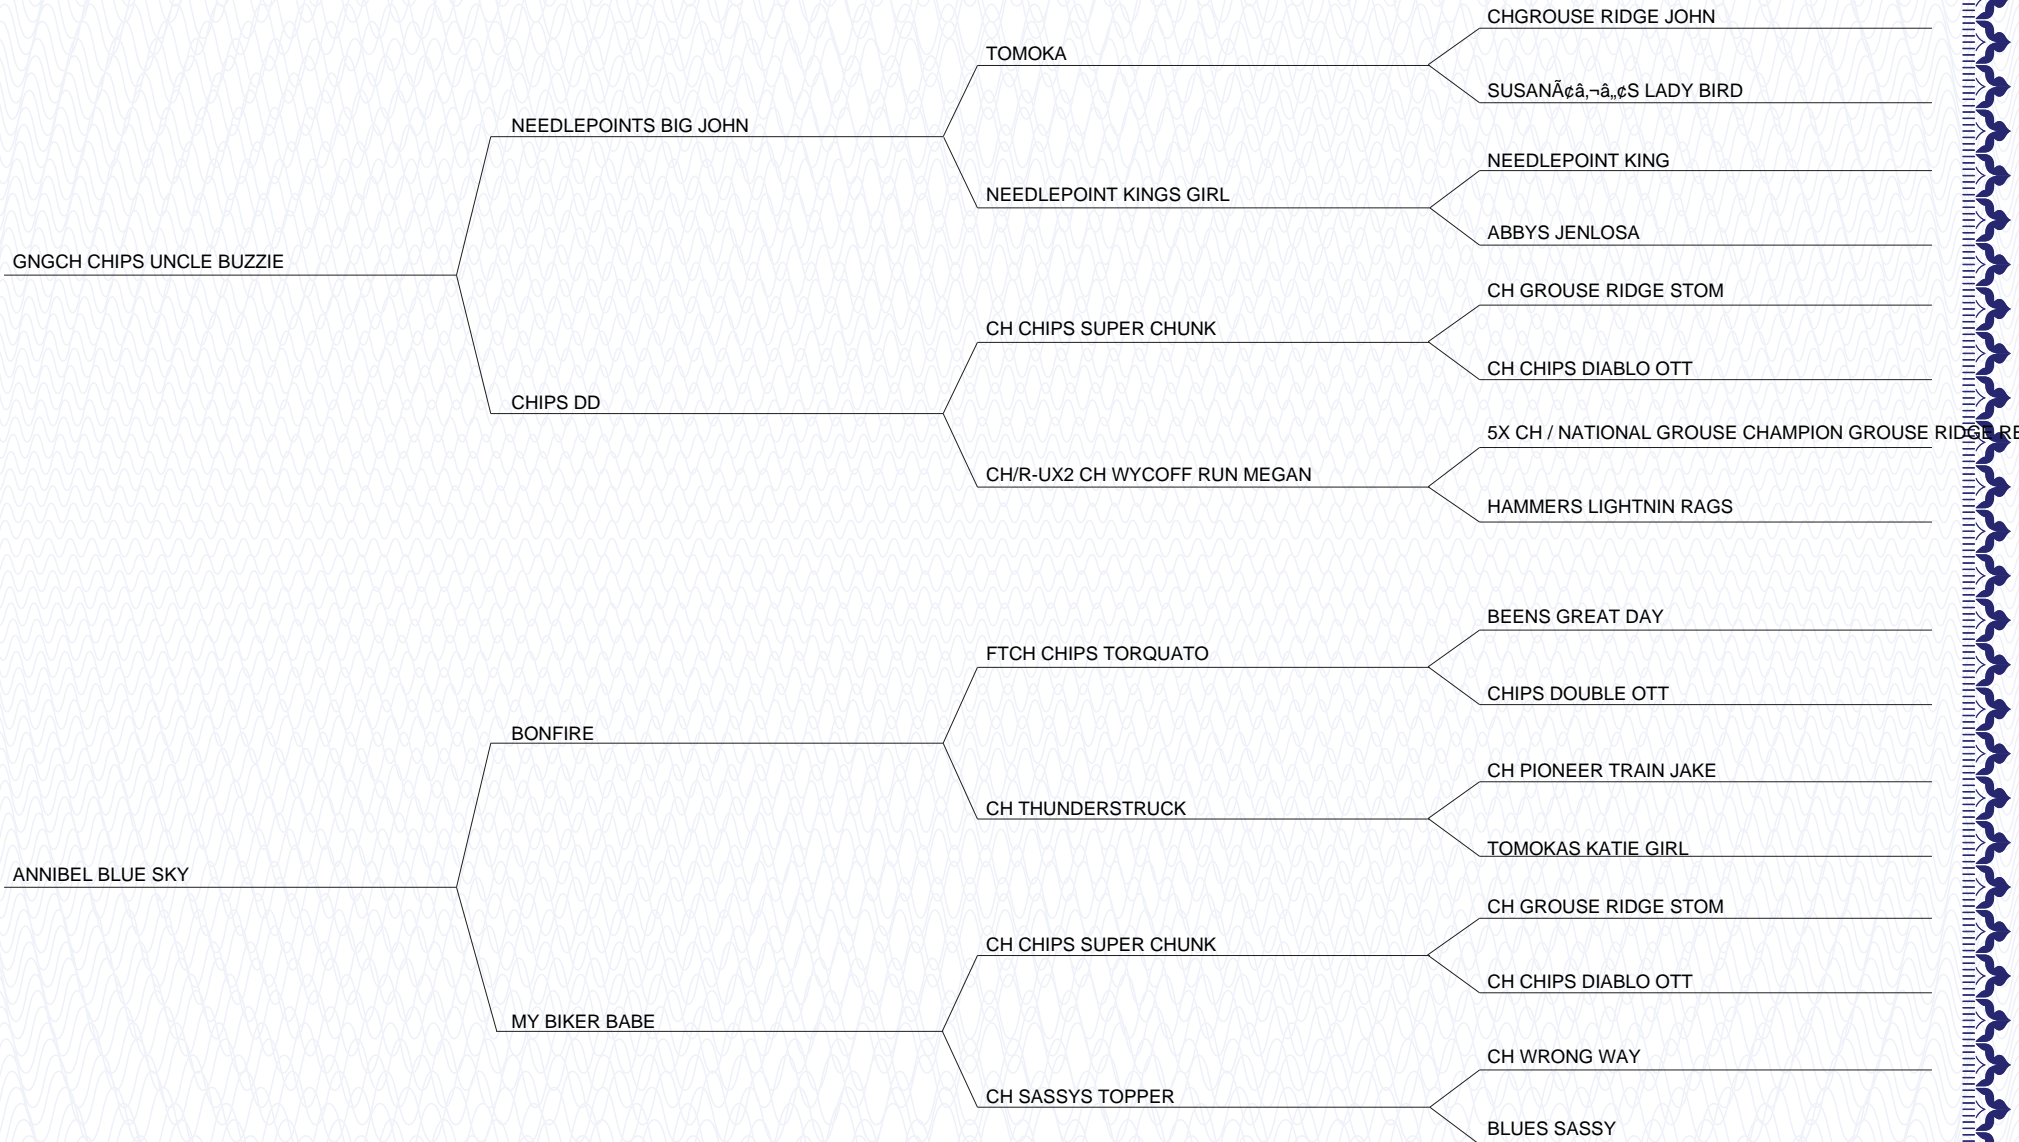 CHGROUSE RIDGE JOHN
TOMOKA
SUSANÃ¢â‚¬â„¢S LADY BIRD
NEEDLEPOINTS BIG JOHN
NEEDLEPOINT KING
NEEDLEPOINT KINGS GIRL
ABBYS JENLOSA
GNGCH CHIPS UNCLE BUZZIE
CH GROUSE RIDGE STOM
CH CHIPS SUPER CHUNK
CH CHIPS DIABLO OTT
CHIPS DD
5X CH / NATIONAL GROUSE CHAMPION GROUSE RIDGE RE
CH/R-UX2 CH WYCOFF RUN MEGAN
HAMMERS LIGHTNIN RAGS
BEENS GREAT DAY
FTCH CHIPS TORQUATO
CHIPS DOUBLE OTT
BONFIRE
CH PIONEER TRAIN JAKE
CH THUNDERSTRUCK
TOMOKAS KATIE GIRL
ANNIBEL BLUE SKY
CH GROUSE RIDGE STOM
CH CHIPS SUPER CHUNK
CH CHIPS DIABLO OTT
MY BIKER BABE
CH WRONG WAY
CH SASSYS TOPPER
BLUES SASSY